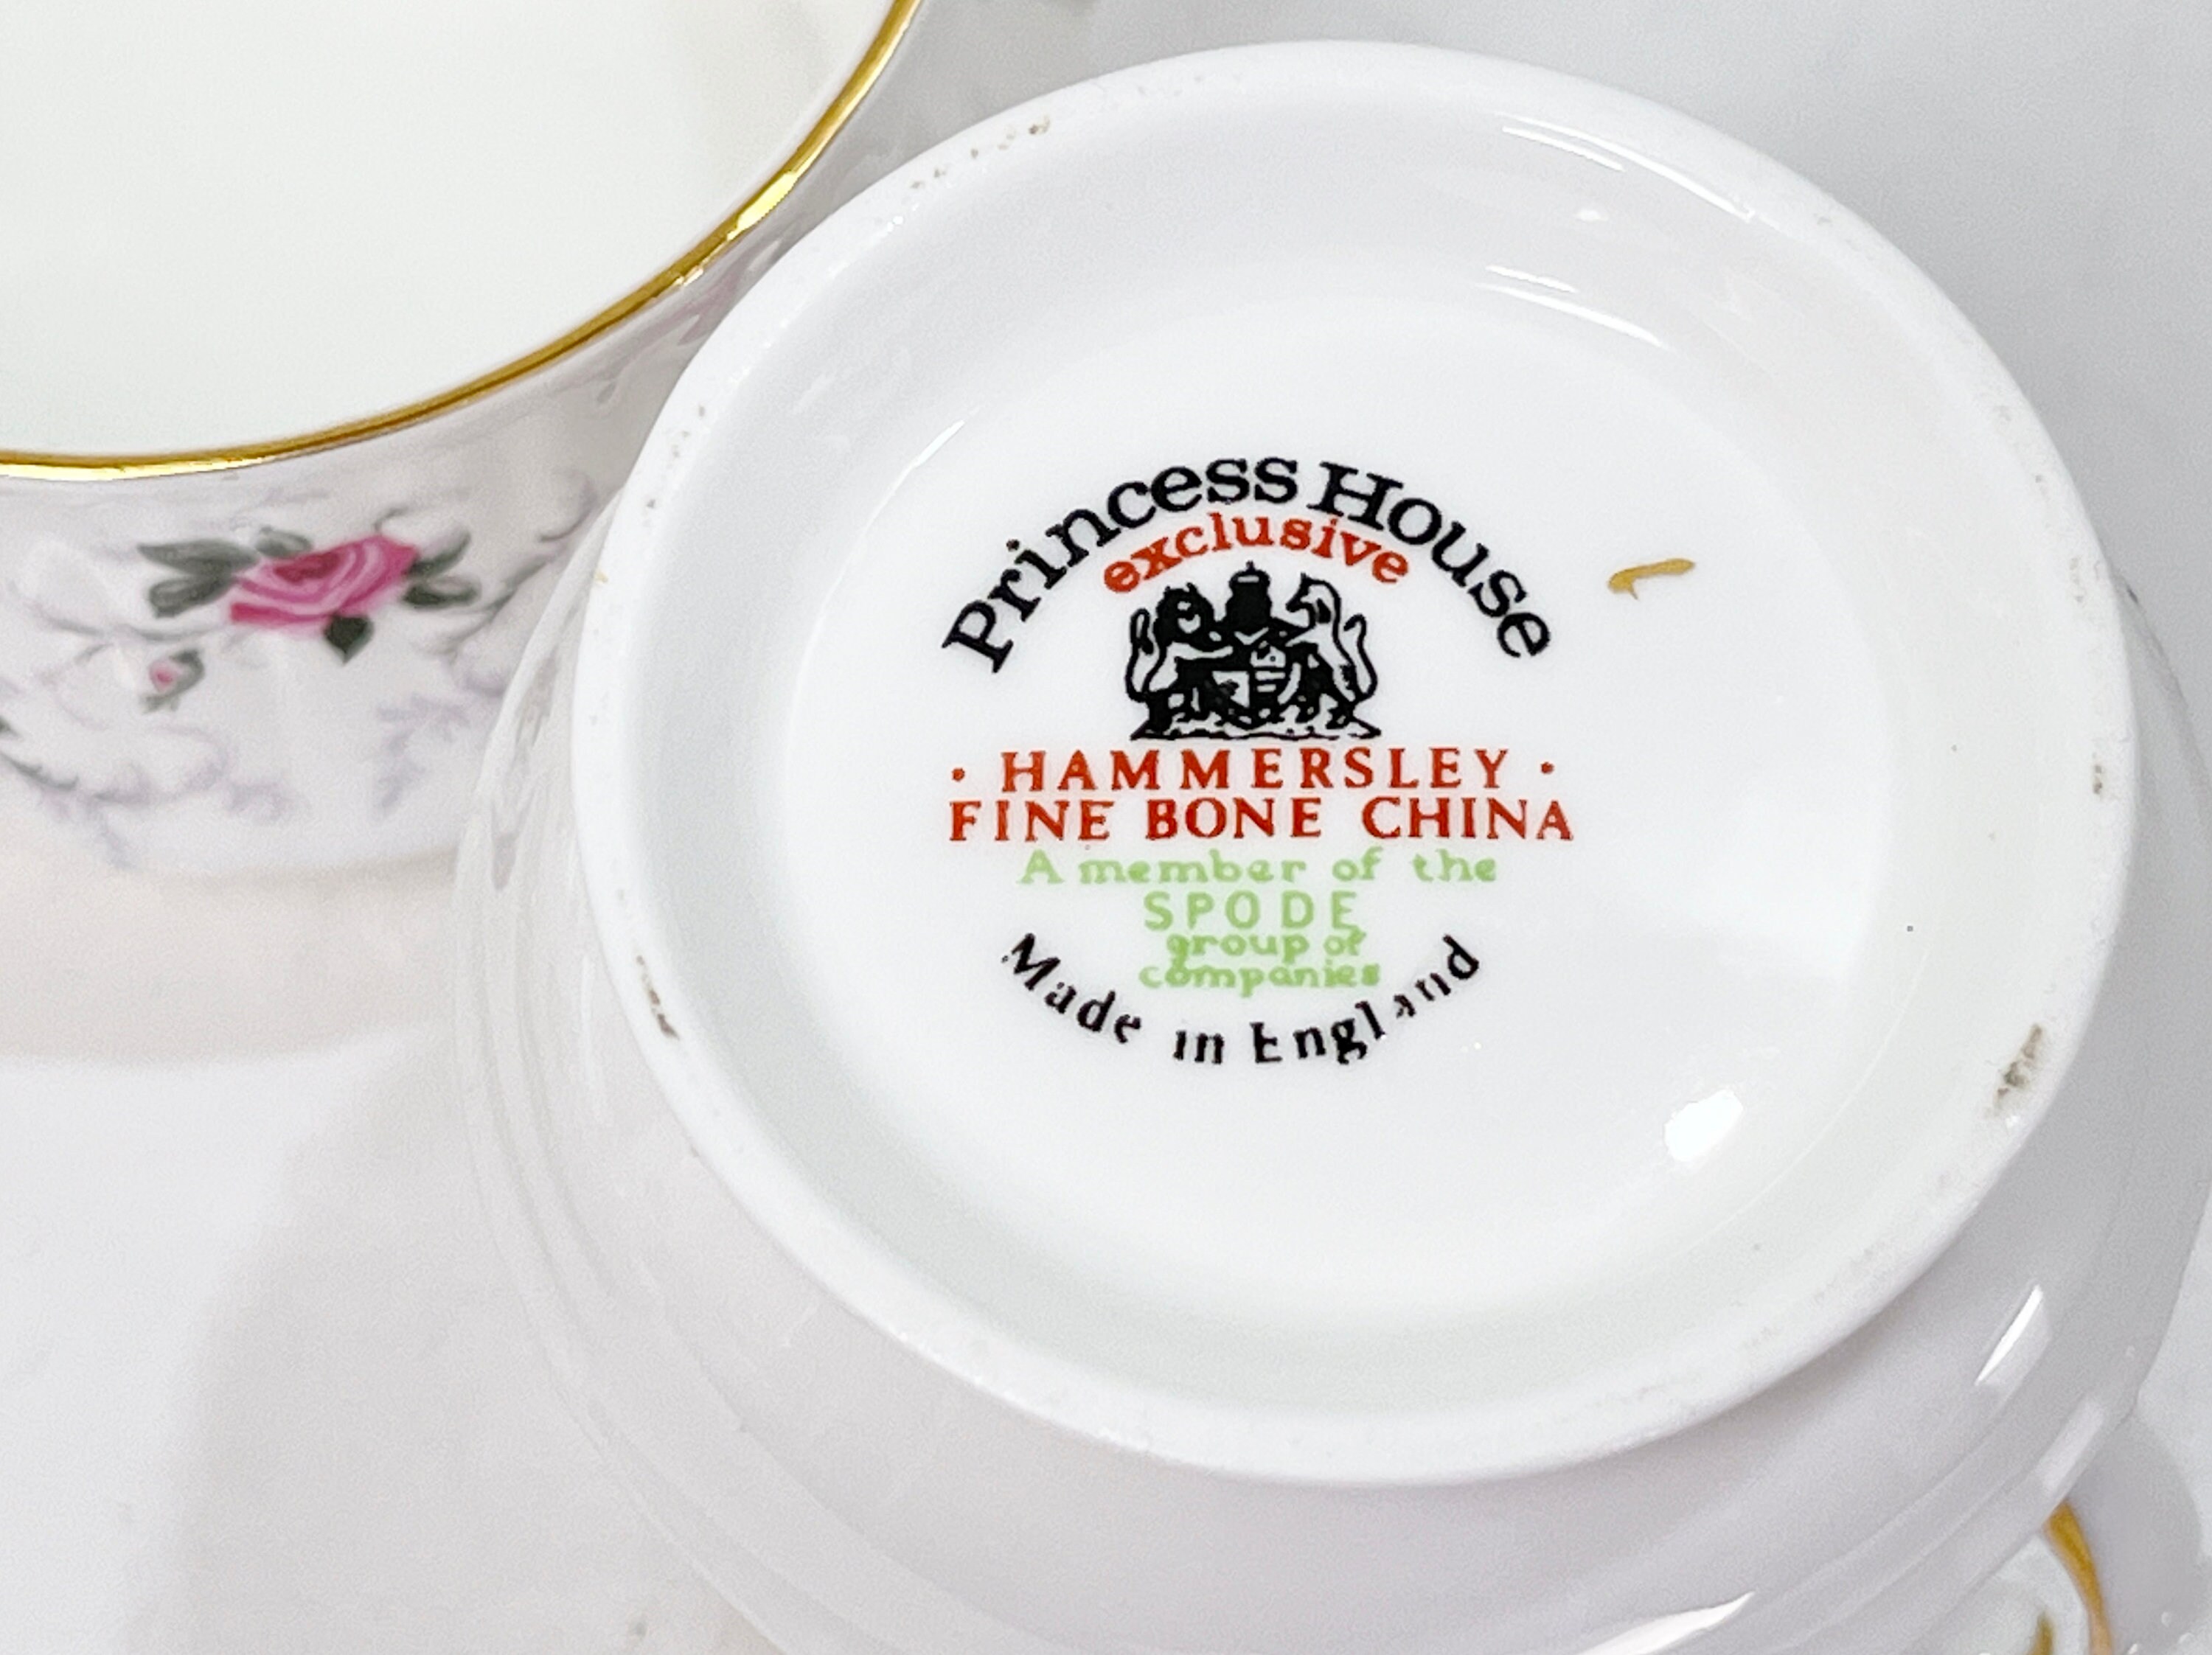 Princess House
exclusive
· HAMMERSLEY ·
FINE BONE CHINA
A member of the
SPODE
group of
companies
Made in England